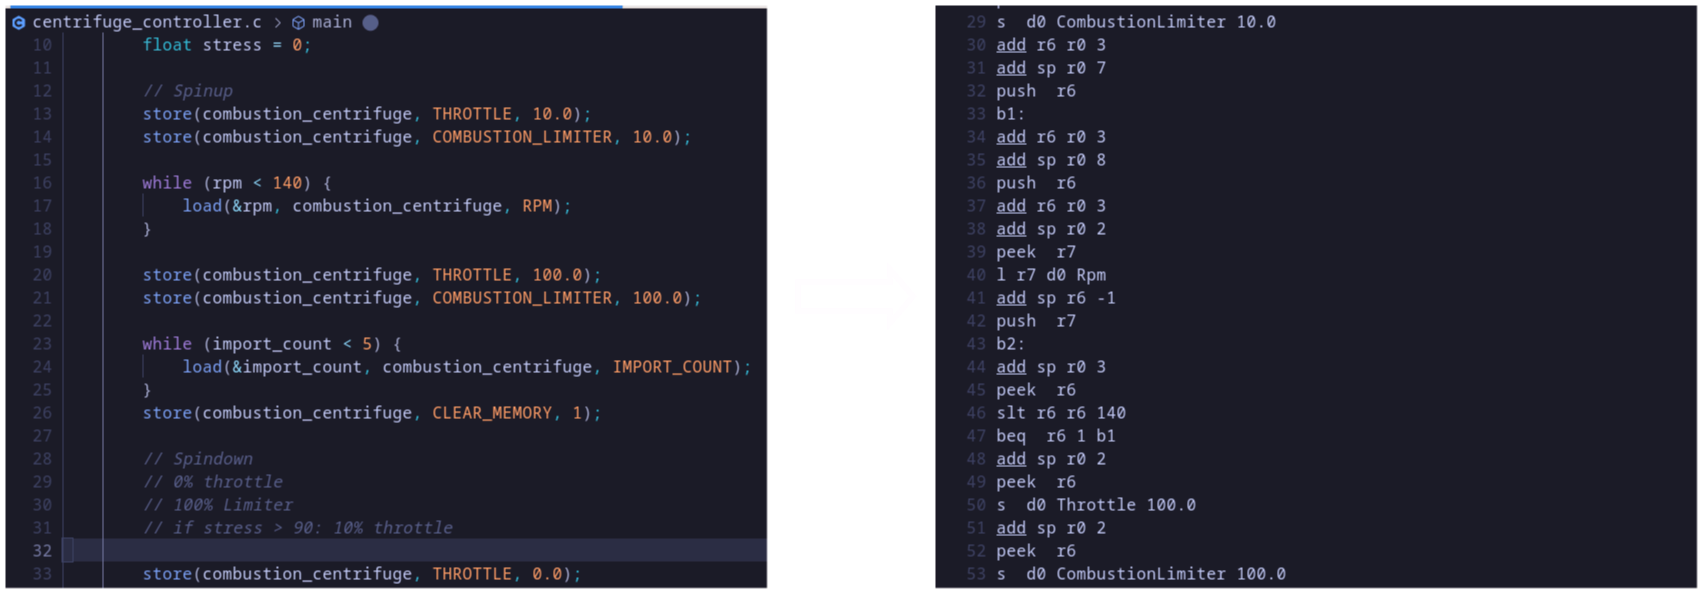 centrifuge_controller.c > main
10 float stress = 0;
11
12 // Spinup
13 store(combustion_centrifuge, THROTTLE, 10.0);
14 store(combustion_centrifuge, COMBUSTION_LIMITER, 10.0);
15
16 while (rpm < 140) {
17 load(&rpm, combustion_centrifuge, RPM);
18 }
19
20 store(combustion_centrifuge, THROTTLE, 100.0);
21 store(combustion_centrifuge, COMBUSTION_LIMITER, 100.0);
22
23 while (import_count < 5) {
24 load(&import_count, combustion_centrifuge, IMPORT_COUNT);
25 }
26 store(combustion_centrifuge, CLEAR_MEMORY, 1);
27
28 // Spindown
29 // 0% throttle
30 // 100% Limiter
31 // if stress > 90: 10% throttle
32
33 store(combustion_centrifuge, THROTTLE, 0.0);
29 s d0 CombustionLimiter 10.0
30 add r6 r0 3
31 add sp r0 7
32 push r6
33 b1:
34 add r6 r0 3
35 add sp r0 8
36 push r6
37 add r6 r0 3
38 add sp r0 2
39 peek r7
40 l r7 d0 Rpm
41 add sp r6 -1
42 push r7
43 b2:
44 add sp r0 3
45 peek r6
46 slt r6 r6 140
47 beq r6 1 b1
48 add sp r0 2
49 peek r6
50 s d0 Throttle 100.0
51 add sp r0 2
52 peek r6
53 s d0 CombustionLimiter 100.0